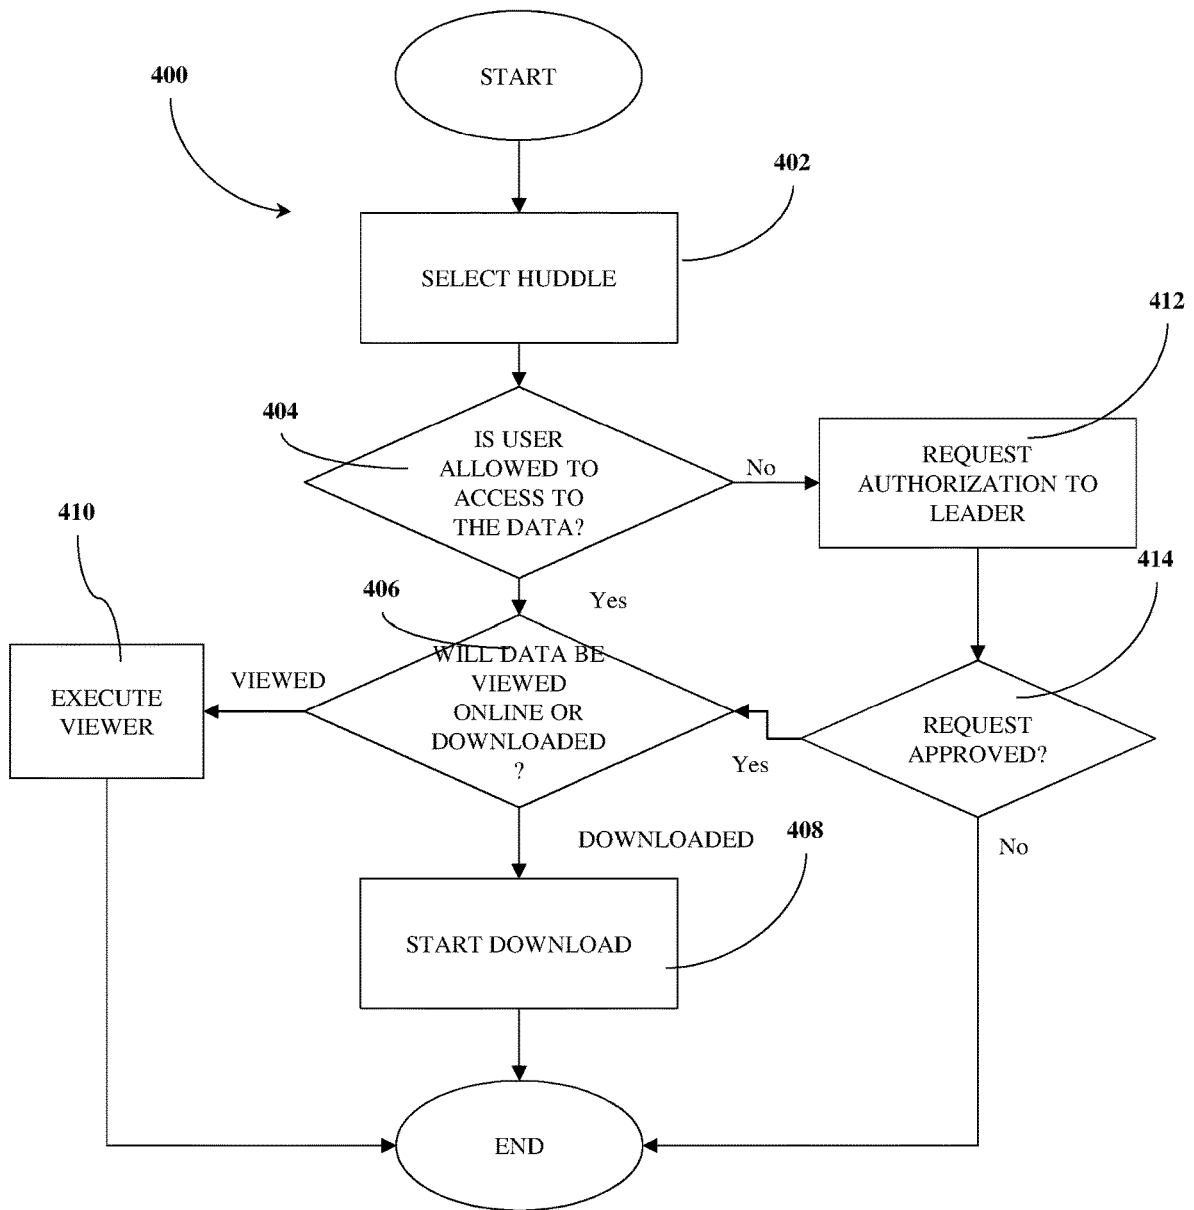 START
400
402
SELECT HUDDLE
412
404
IS USER
ALLOWED TO
ACCESS TO
THE DATA?
No
REQUEST
AUTHORIZATION TO
LEADER
410
414
406
Yes
WILL DATA BE
VIEWED
ONLINE OR
DOWNLOADED
?
VIEWED
EXECUTE
VIEWER
REQUEST
APPROVED?
Yes
DOWNLOADED
408
No
START DOWNLOAD
END